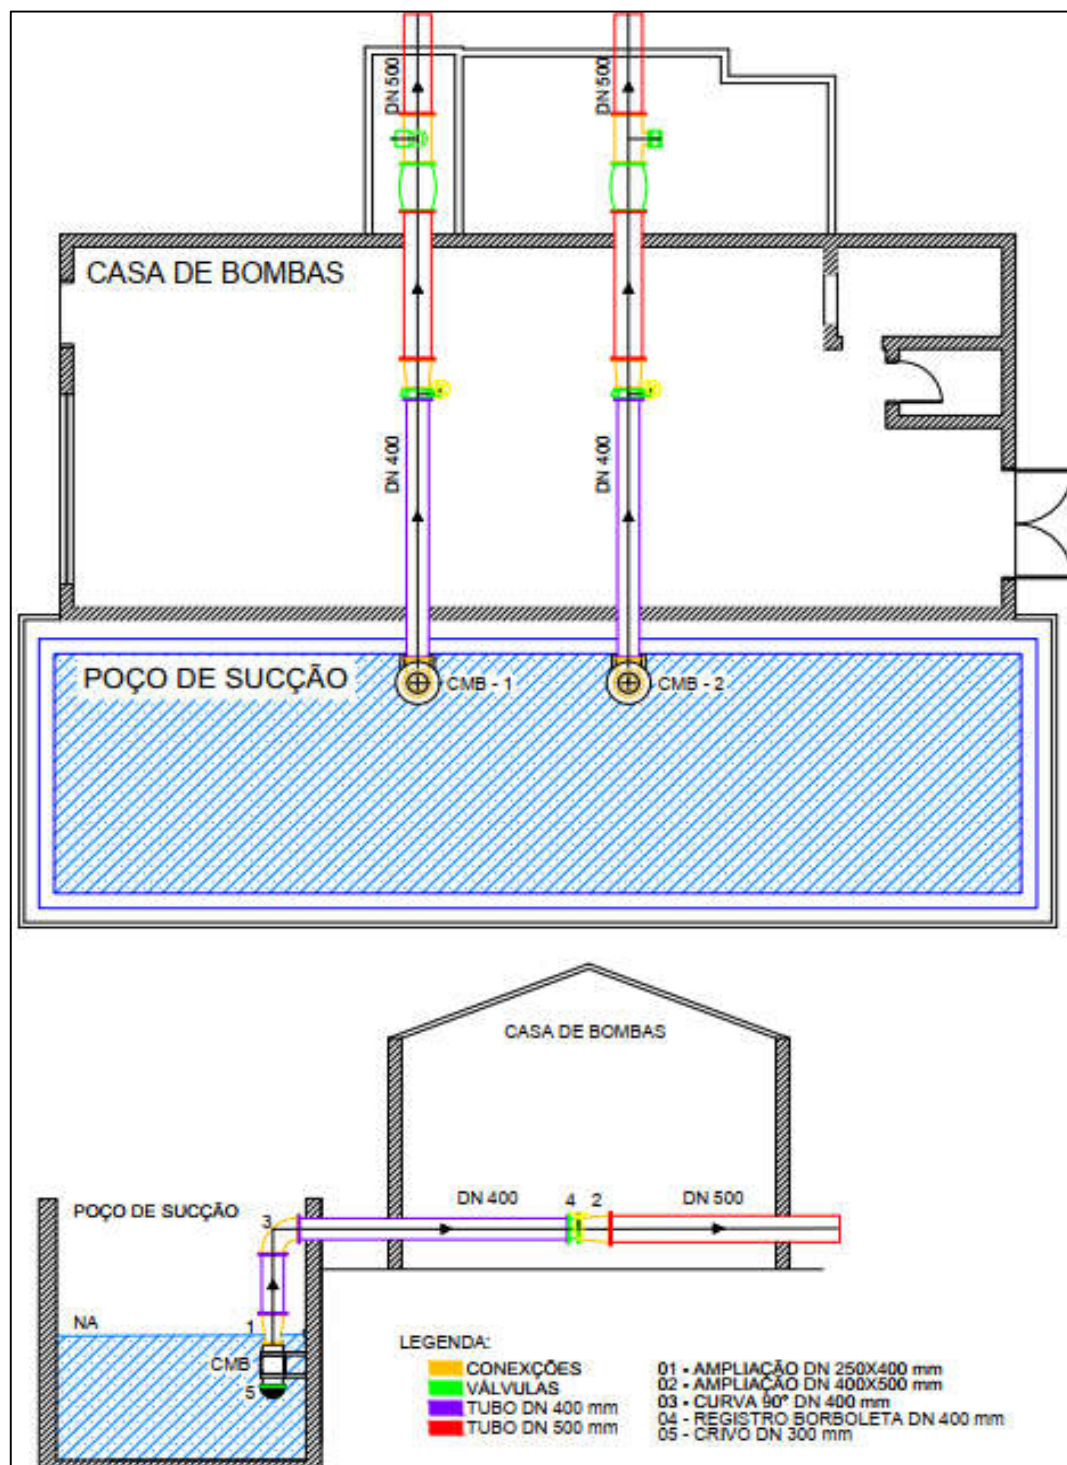 DN 500
DN 500
CASA DE BOMBAS
DN 400
DN 400
POÇO DE SUCÇÃO
CMB - 1
CMB - 2
CASA DE BOMBAS
DN 400
4
2
DN 500
POÇO DE SUCÇÃO
3
NA
1
CMB
5
LEGENDA:
CONEXÇÕES
VÁLVULAS
TUBO DN 400 mm
TUBO DN 500 mm
01 - AMPLIAÇÃO DN 250X400 mm
02 - AMPLIAÇÃO DN 400X500 mm
03 - CURVA 90° DN 400 mm
04 - REGISTRO BORBOLETA DN 400 mm
05 - CRIVO DN 300 mm